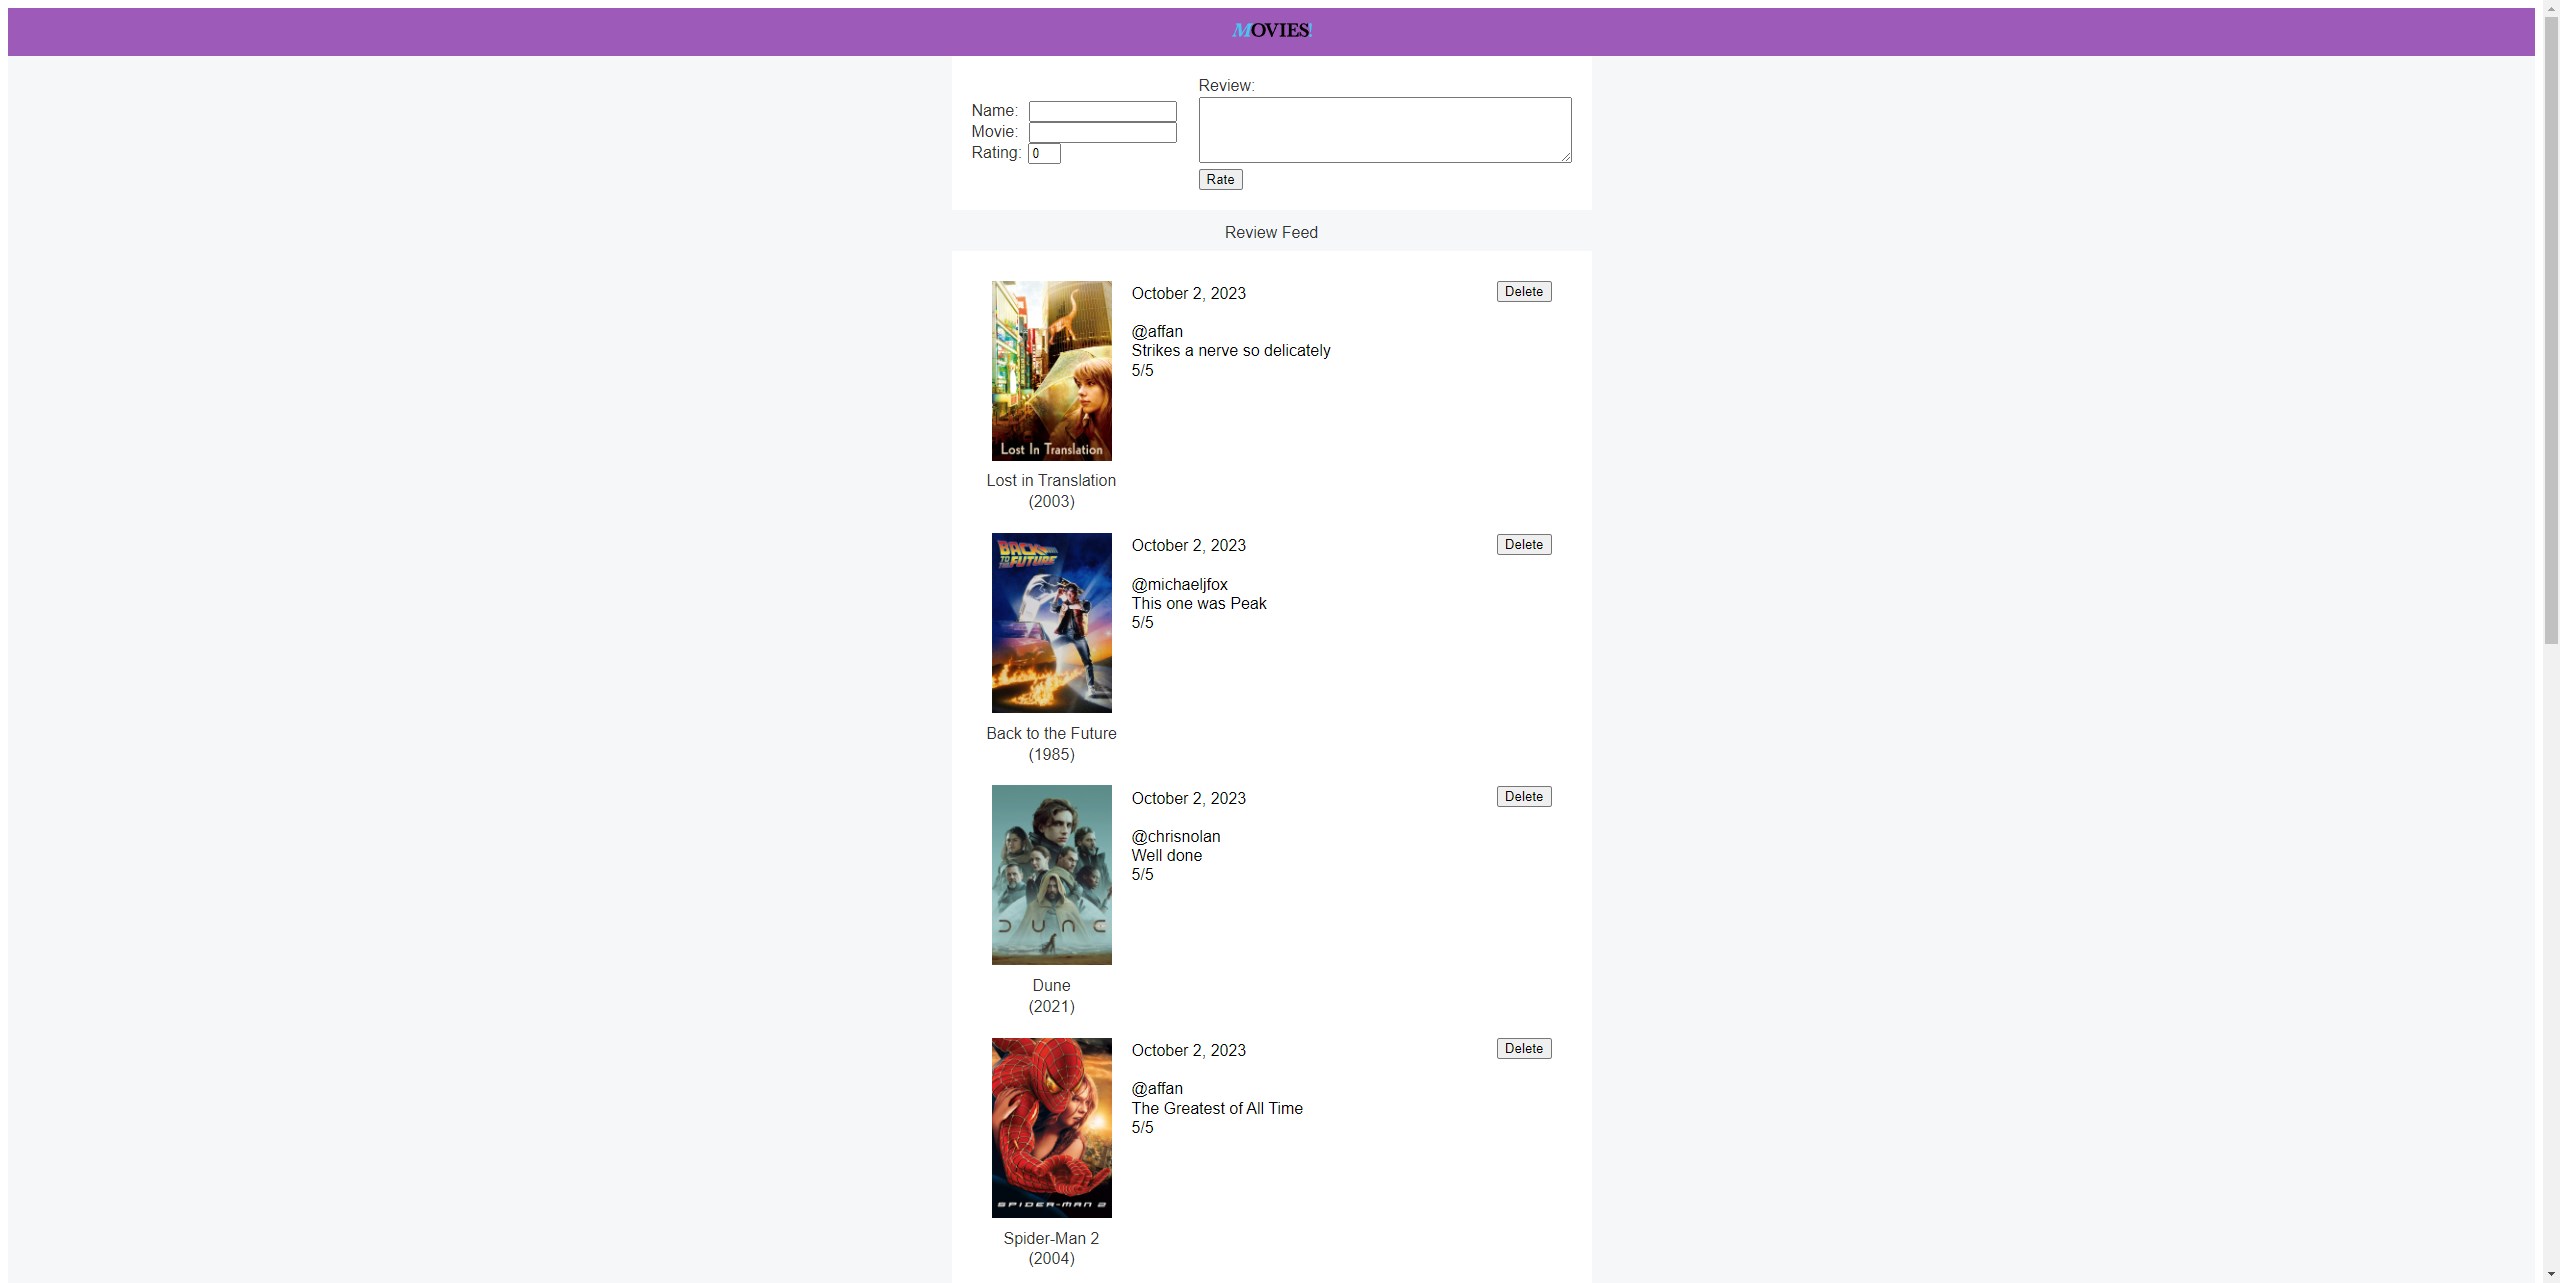 MOVIES!
Review:
Name:
Movie:
Rating: 0
Rate
Review Feed
October 2, 2023
Delete
@affan
Strikes a nerve so delicately
5/5
Lost In Translation
Lost in Translation
(2003)
BACK
TO THE FUTURE
October 2, 2023
Delete
@michaeljfox
This one was Peak
5/5
Back to the Future
(1985)
October 2, 2023
Delete
@chrisnolan
Well done
5/5
DUNE
Dune
(2021)
October 2, 2023
Delete
@affan
The Greatest of All Time
5/5
SPIDER-MAN 2
Spider-Man 2
(2004)